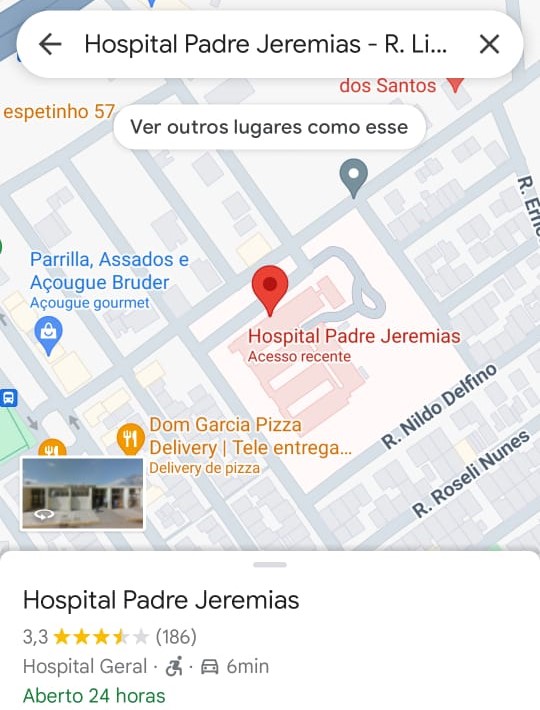 Hospital Padre Jeremias - R. Li...
dos Santos
espetinho 57
Ver outros lugares como esse
Parrilla, Assados e
Açougue Bruder
Açougue gourmet
Hospital Padre Jeremias
Acesso recente
R. Nildo Delfino
R. Roseli Nunes
Dom Garcia Pizza
Delivery | Tele entrega...
Delivery de pizza
Hospital Padre Jeremias
3,3 (186)
Hospital Geral · · 6min
Aberto 24 horas